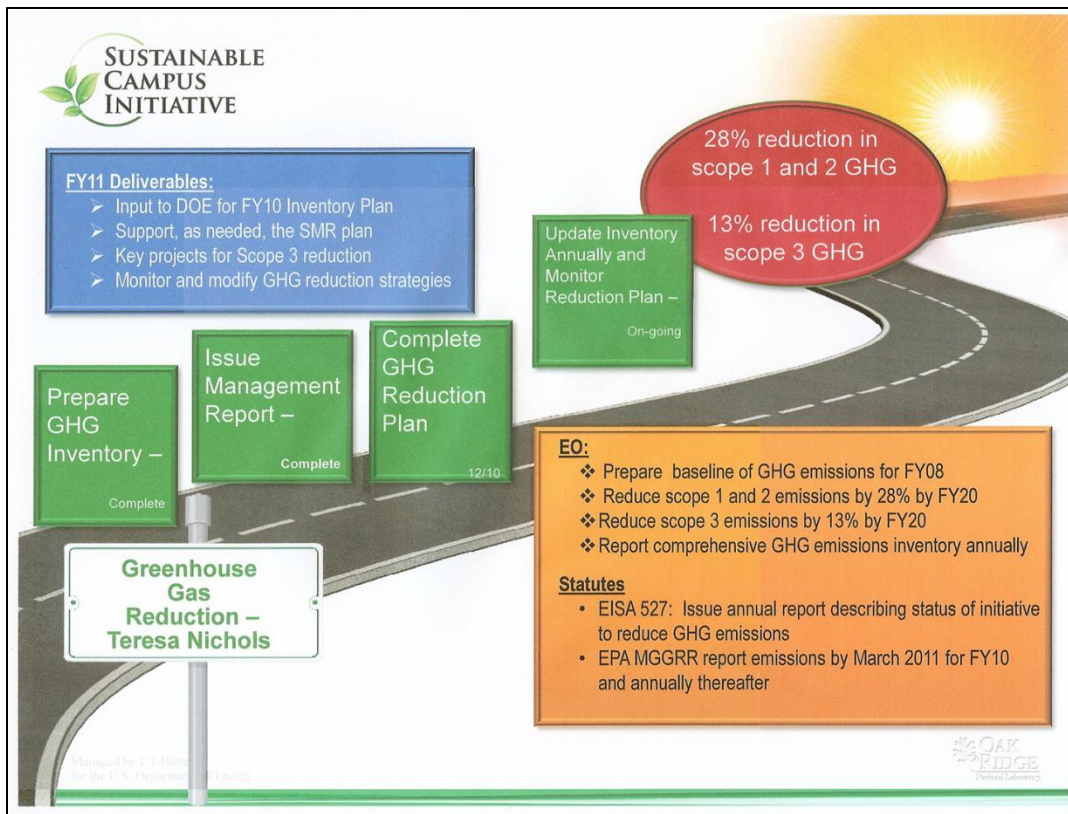 SUSTAINABLE
CAMPUS
INITIATIVE
28% reduction in
scope 1 and 2 GHG
13% reduction in
scope 3 GHG
FY11 Deliverables:
➢ Input to DOE for FY10 Inventory Plan
➢ Support, as needed, the SMR plan
➢ Key projects for Scope 3 reduction
➢ Monitor and modify GHG reduction strategies
Update Inventory
Annually and
Monitor
Reduction Plan –
On-going
Complete
GHG
Reduction
Plan
12/10
Issue
Management
Report –
Complete
Prepare
GHG
Inventory –
Complete
Greenhouse
Gas
Reduction –
Teresa Nichols
EO:
❖ Prepare baseline of GHG emissions for FY08
❖ Reduce scope 1 and 2 emissions by 28% by FY20
❖ Reduce scope 3 emissions by 13% by FY20
❖ Report comprehensive GHG emissions inventory annually
Statutes
• EISA 527: Issue annual report describing status of initiative
to reduce GHG emissions
• EPA MGGRR report emissions by March 2011 for FY10
and annually thereafter
Managed by
for the U.S. Energy
OAK
RIDGE
National Laboratory